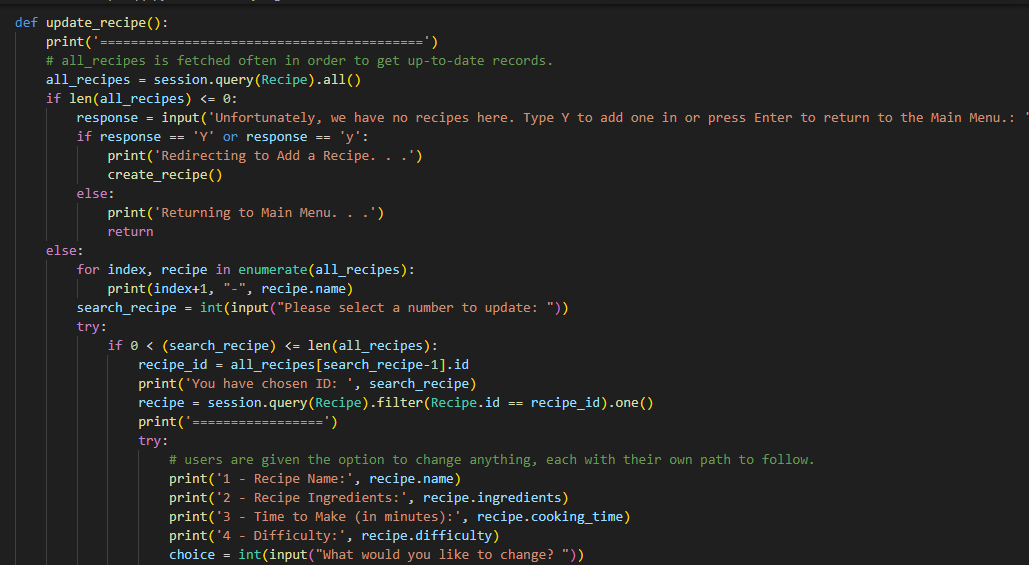 def update_recipe():
    print('==========================================')
    # all_recipes is fetched often in order to get up-to-date records.
    all_recipes = session.query(Recipe).all()
    if len(all_recipes) <= 0:
        response = input('Unfortunately, we have no recipes here. Type Y to add one in or press Enter to return to the Main Menu.: '
        if response == 'Y' or response == 'y':
            print('Redirecting to Add a Recipe. . .')
            create_recipe()
        else:
            print('Returning to Main Menu. . .')
            return
    else:
        for index, recipe in enumerate(all_recipes):
            print(index+1, "-", recipe.name)
        search_recipe = int(input("Please select a number to update: "))
        try:
            if 0 < (search_recipe) <= len(all_recipes):
                recipe_id = all_recipes[search_recipe-1].id
                print('You have chosen ID: ', search_recipe)
                recipe = session.query(Recipe).filter(Recipe.id == recipe_id).one()
                print('=================')
                try:
                    # users are given the option to change anything, each with their own path to follow.
                    print('1 - Recipe Name:', recipe.name)
                    print('2 - Recipe Ingredients:', recipe.ingredients)
                    print('3 - Time to Make (in minutes):', recipe.cooking_time)
                    print('4 - Difficulty:', recipe.difficulty)
                    choice = int(input("What would you like to change? "))